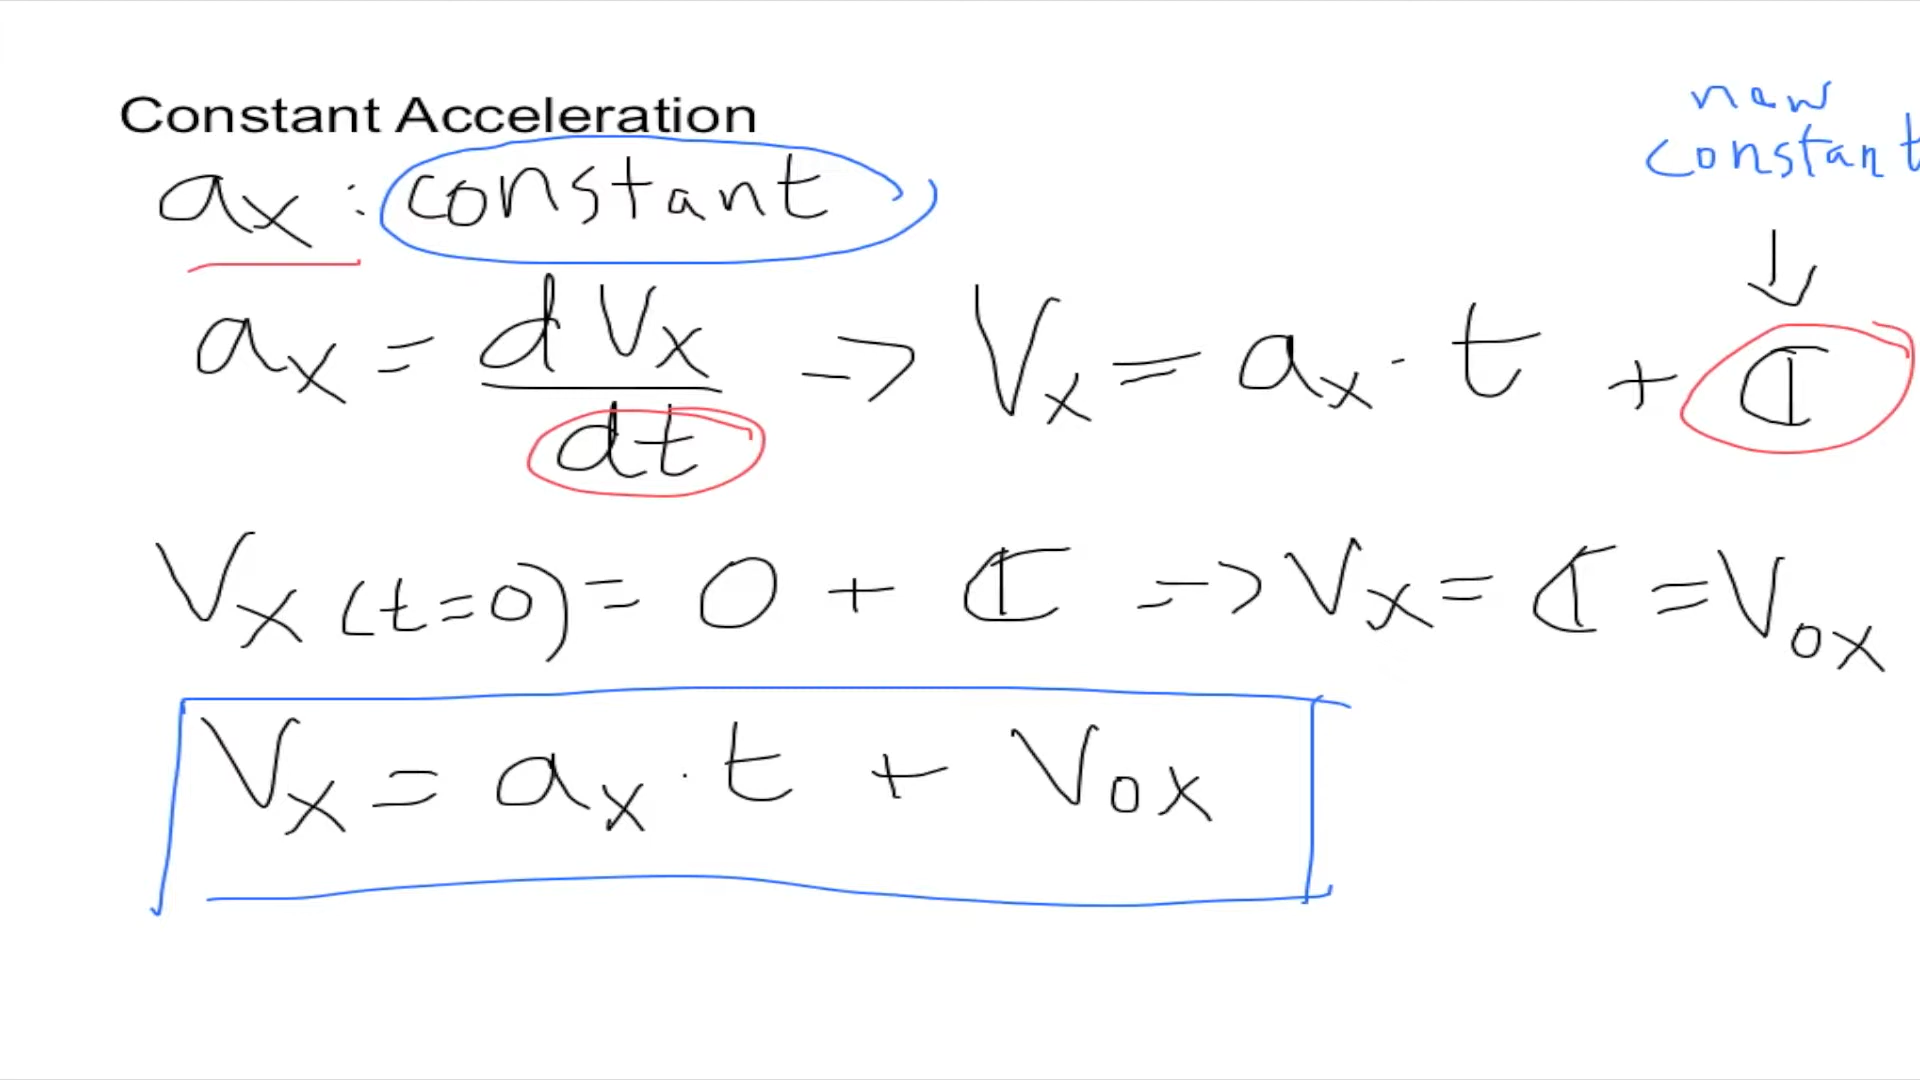 Constant Acceleration
new
constant
ax : constant
↓
ax = dVx/dt => Vx = ax · t + ℂ
Vx (t=0) = 0 + ℂ => Vx = ℂ = V0x
Vx = ax · t + V0x